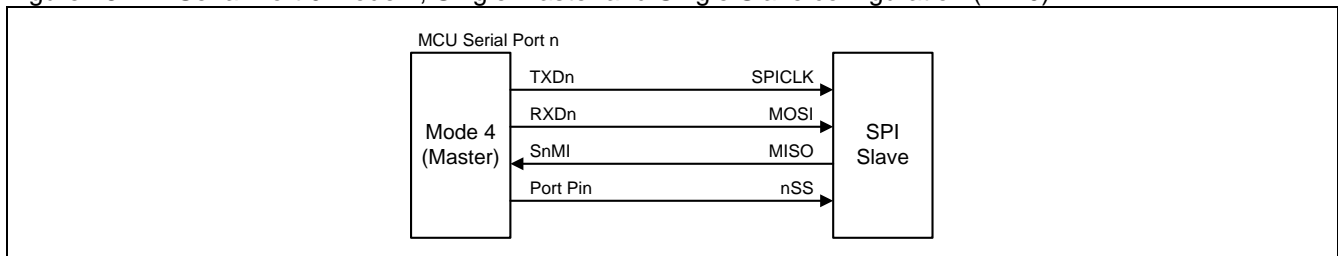 MCU Serial Port n
TXDn SPICLK
RXDn MOSI
Mode 4
(Master)
SPI
Slave
SnMI MISO
Port Pin nSS